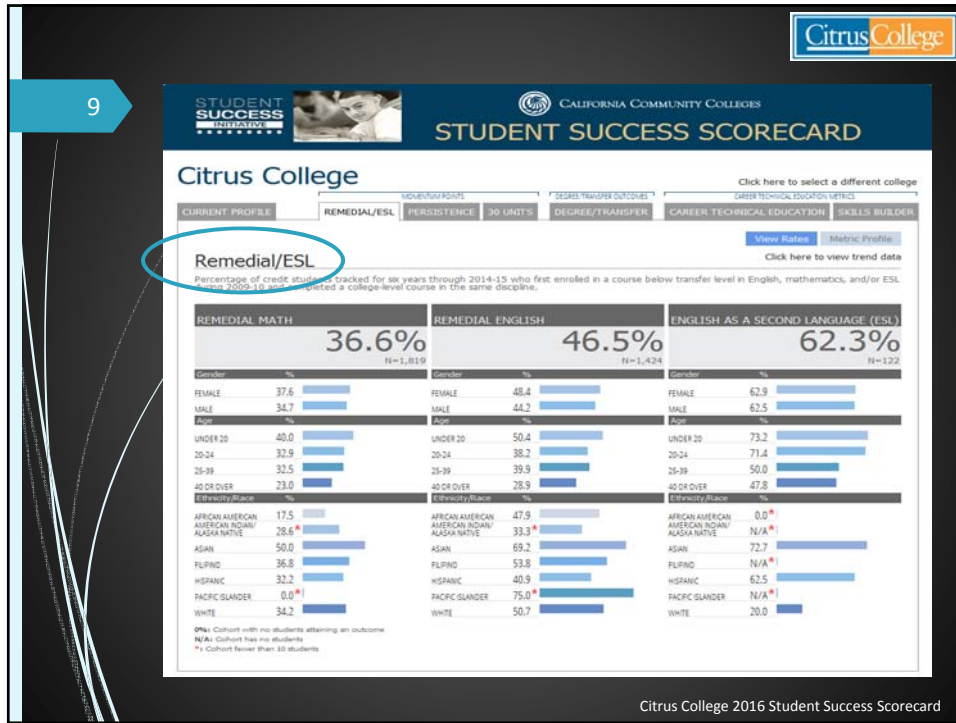 CitrusCollege
9
STUDENT
SUCCESS
INITIATIVE
CALIFORNIA COMMUNITY COLLEGES
STUDENT SUCCESS SCORECARD
Citrus College
Click here to select a different college
MOMENTUM POINTS DEGREE/TRANSFER OUTCOMES CAREER TECHNICAL EDUCATION METRICS
CURRENT PROFILE REMEDIAL/ESL PERSISTENCE 30 UNITS DEGREE/TRANSFER CAREER TECHNICAL EDUCATION SKILLS BUILDER
View Rates Metric Profile
Remedial/ESL
Click here to view trend data
Percentage of credit students tracked for six years through 2014-15 who first enrolled in a course below transfer level in English, mathematics, and/or ESL
during 2009-10 and completed a college-level course in the same discipline.
REMEDIAL MATH REMEDIAL ENGLISH ENGLISH AS A SECOND LANGUAGE (ESL)
36.6% 46.5% 62.3%
N=1,819 N=1,424 N=122
Gender % Gender % Gender %
FEMALE 37.6 FEMALE 48.4 FEMALE 62.9
MALE 34.7 MALE 44.2 MALE 62.5
Age % Age % Age %
UNDER 20 40.0 UNDER 20 50.4 UNDER 20 73.2
20-24 32.9 20-24 38.2 20-24 71.4
25-39 32.5 25-39 39.9 25-39 50.0
40 OR OVER 23.0 40 OR OVER 28.9 40 OR OVER 47.8
Ethnicity/Race % Ethnicity/Race % Ethnicity/Race %
AFRICAN AMERICAN 17.5 AFRICAN AMERICAN 47.9 AFRICAN AMERICAN 0.0*
AMERICAN INDIAN/ AMERICAN INDIAN/ AMERICAN INDIAN/
ALASKA NATIVE 28.6* ALASKA NATIVE 33.3* ALASKA NATIVE N/A*
ASIAN 50.0 ASIAN 69.2 ASIAN 72.7
FILIPINO 36.8 FILIPINO 53.8 FILIPINO N/A*
HISPANIC 32.2 HISPANIC 40.9 HISPANIC 62.5
PACIFIC ISLANDER 0.0* PACIFIC ISLANDER 75.0* PACIFIC ISLANDER N/A*
WHITE 34.2 WHITE 50.7 WHITE 20.0
0%: Cohort with no students attaining an outcome
N/A: Cohort has no students
*: Cohort fewer than 10 students
Citrus College 2016 Student Success Scorecard